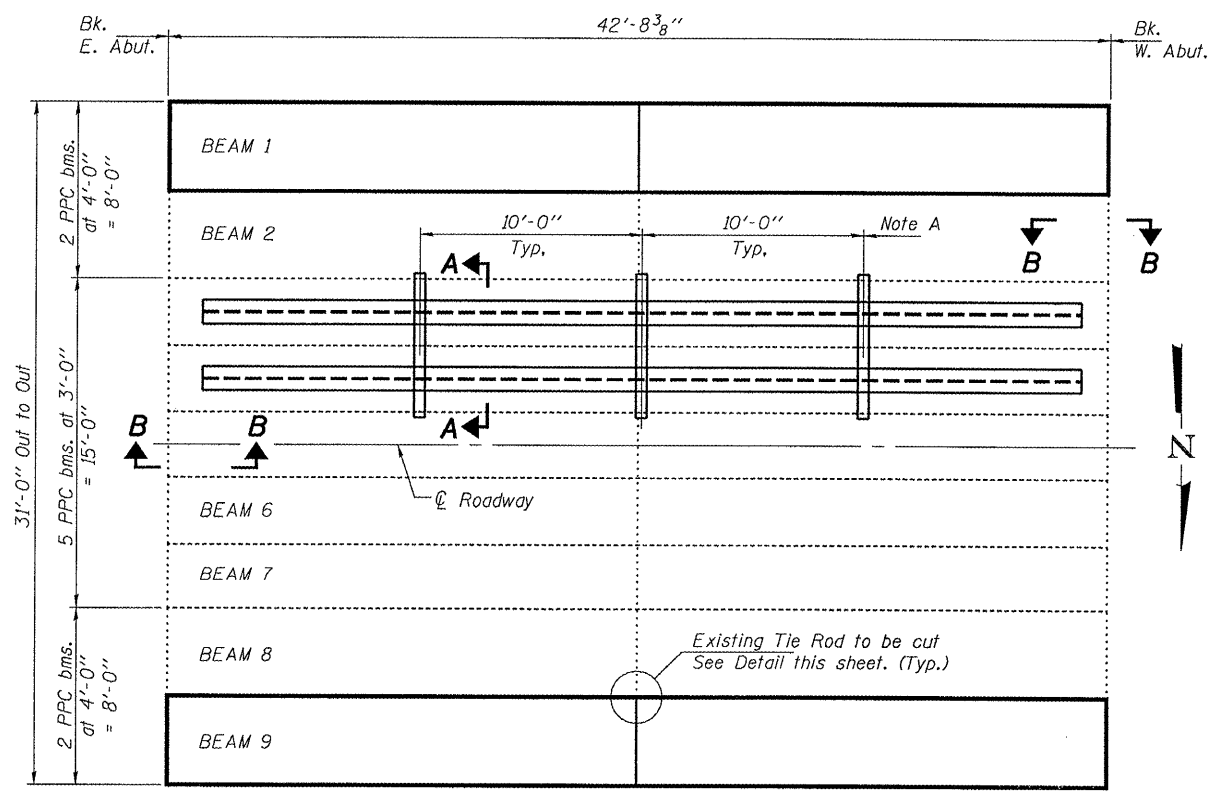 Bk.
E. Abut.
42'-8 3/8"
Bk.
W. Abut.
31'-0" Out to Out
2 PPC bms.
at 4'-0"
= 8'-0"
5 PPC bms. at 3'-0"
= 15'-0"
2 PPC bms.
at 4'-0"
= 8'-0"
BEAM 1
BEAM 2
10'-0"
Typ.
10'-0"
Typ.
Note A
A
B
B
A
B
B
℄ Roadway
N
BEAM 6
BEAM 7
BEAM 8
Existing Tie Rod to be cut
See Detail this sheet. (Typ.)
BEAM 9